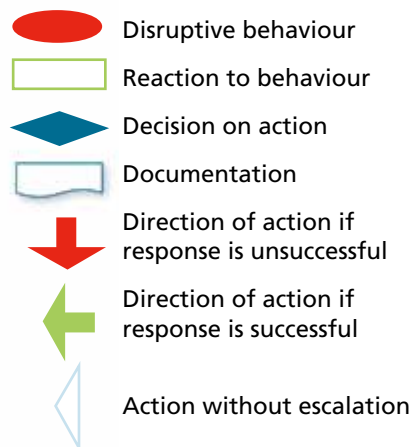 Disruptive behaviour
Reaction to behaviour
Decision on action
Documentation
Direction of action if
response is unsuccessful
Direction of action if
response is successful
Action without escalation